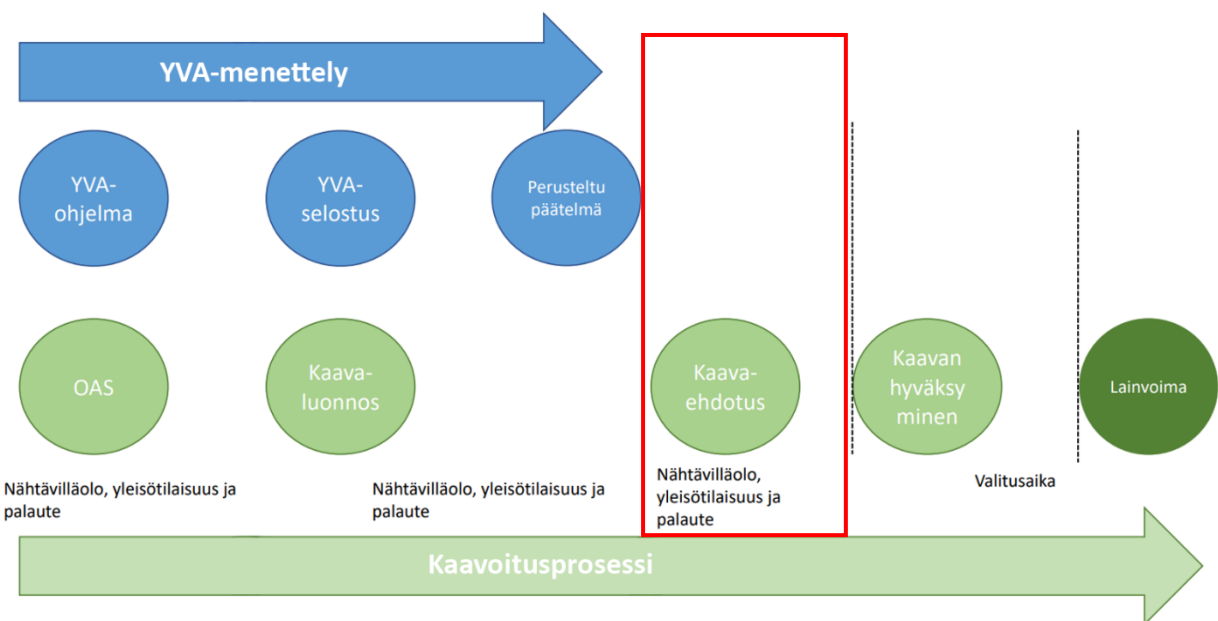 YVA-menettely
YVA-
ohjelma
YVA-
selostus
Perusteltu
päätelmä
OAS
Kaava-
luonnos
Kaava-
ehdotus
Kaavan
hyväksy
minen
Lainvoima
Nähtävilläolo, yleisötilaisuus ja
palaute
Nähtävilläolo, yleisötilaisuus ja
palaute
Nähtävilläolo,
yleisötilaisuus ja
palaute
Valitusaika
Kaavoitusprosessi